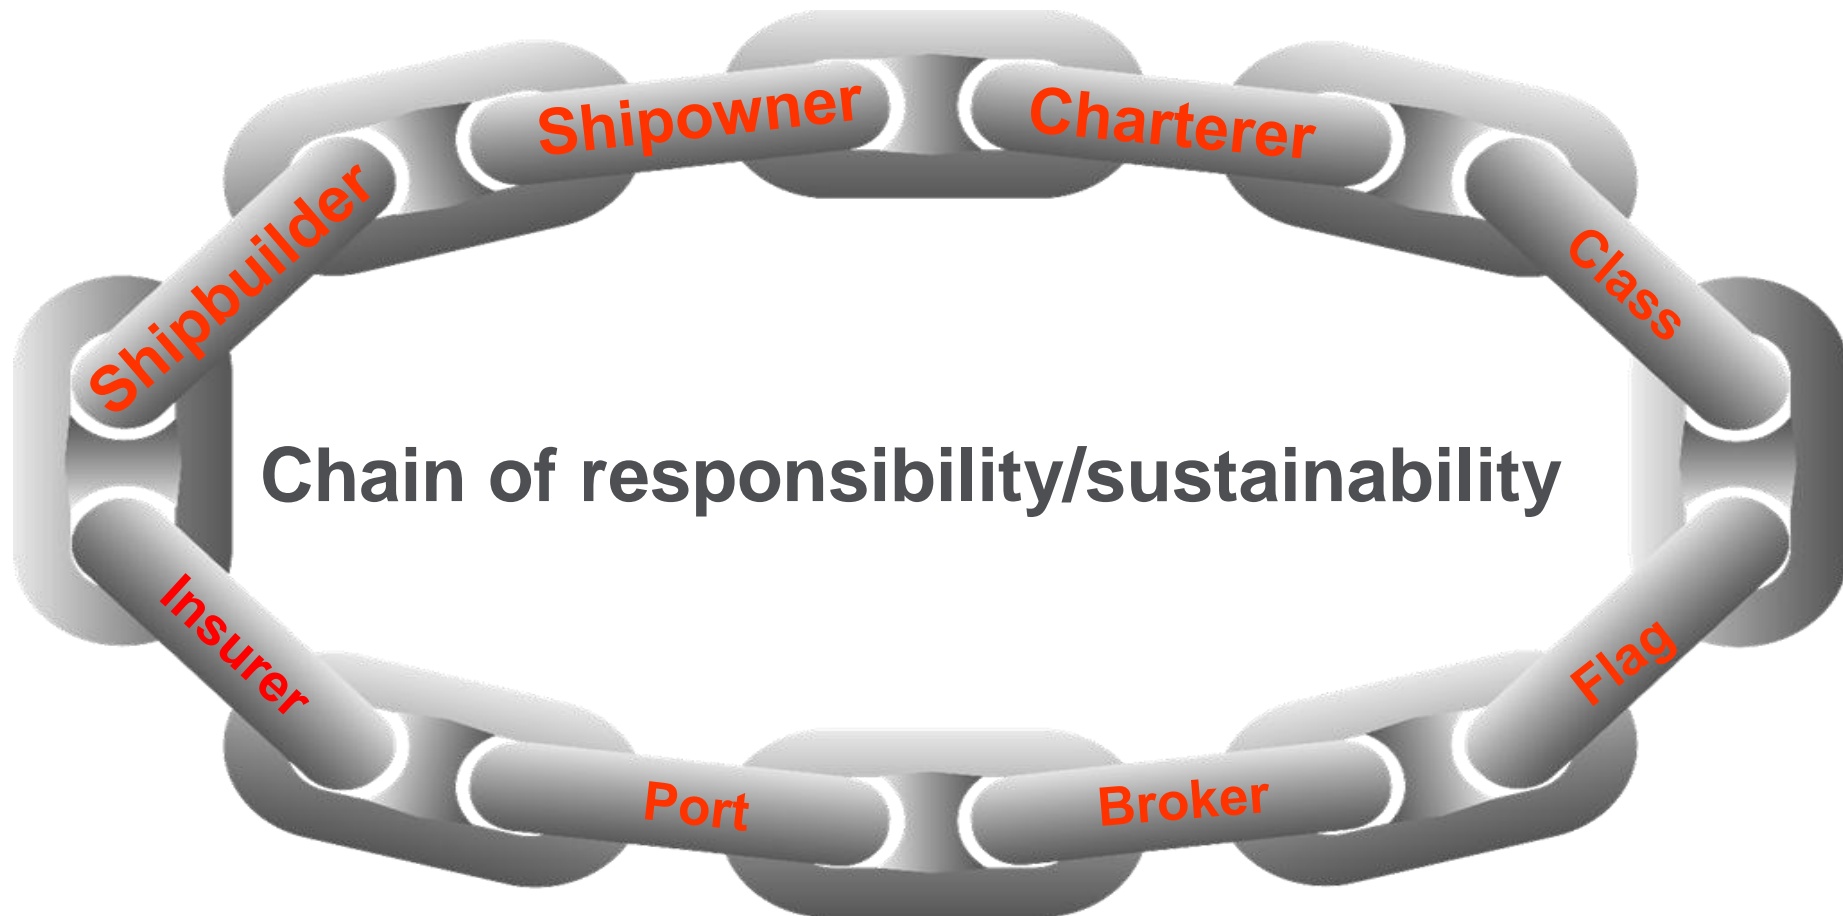 Shipowner
Charterer
Shipbuilder
Class
Chain of responsibility/sustainability
Insurer
Flag
Port
Broker